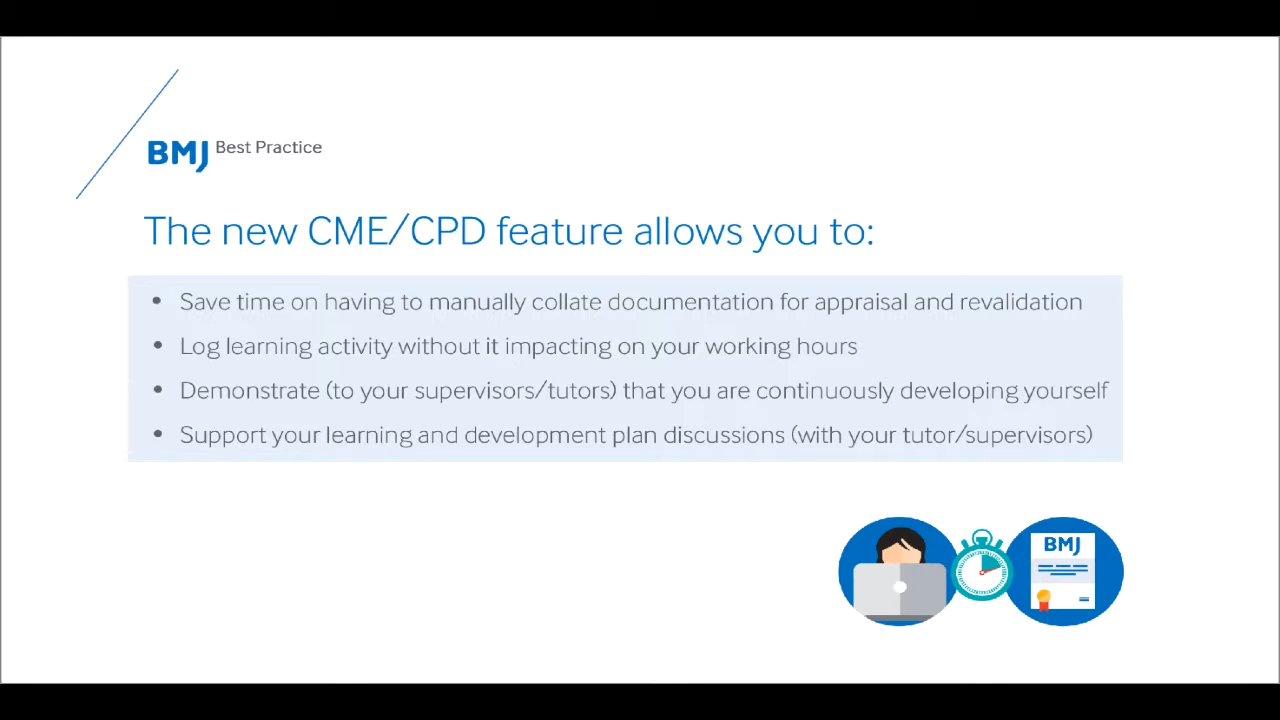 BMJ Best Practice
The new CME/CPD feature allows you to:
• Save time on having to manually collate documentation for appraisal and revalidation
• Log learning activity without it impacting on your working hours
• Demonstrate (to your supervisors/tutors) that you are continuously developing yourself
• Support your learning and development plan discussions (with your tutor/supervisors)
BMJ